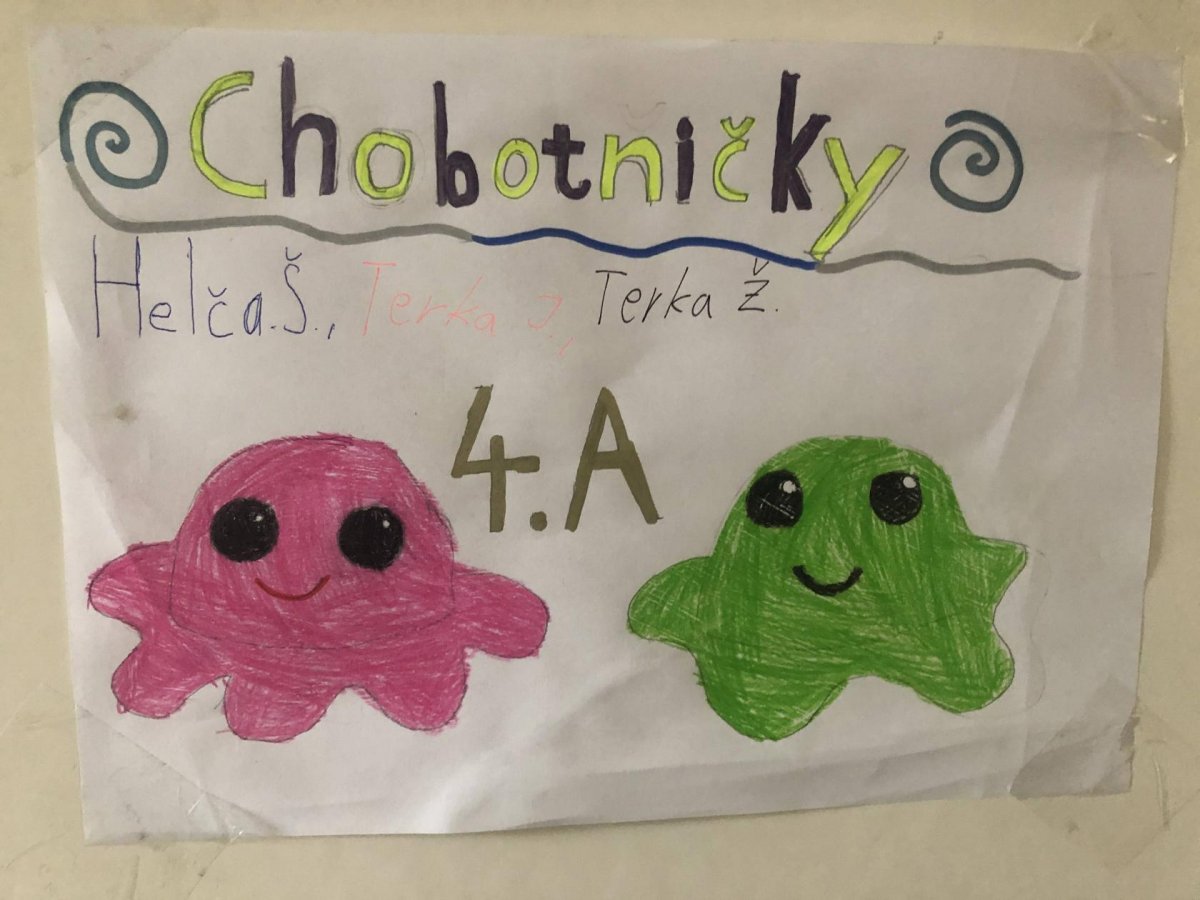 Chobotničky
Helča.Š., Terka J., Terka Ž.
4.A